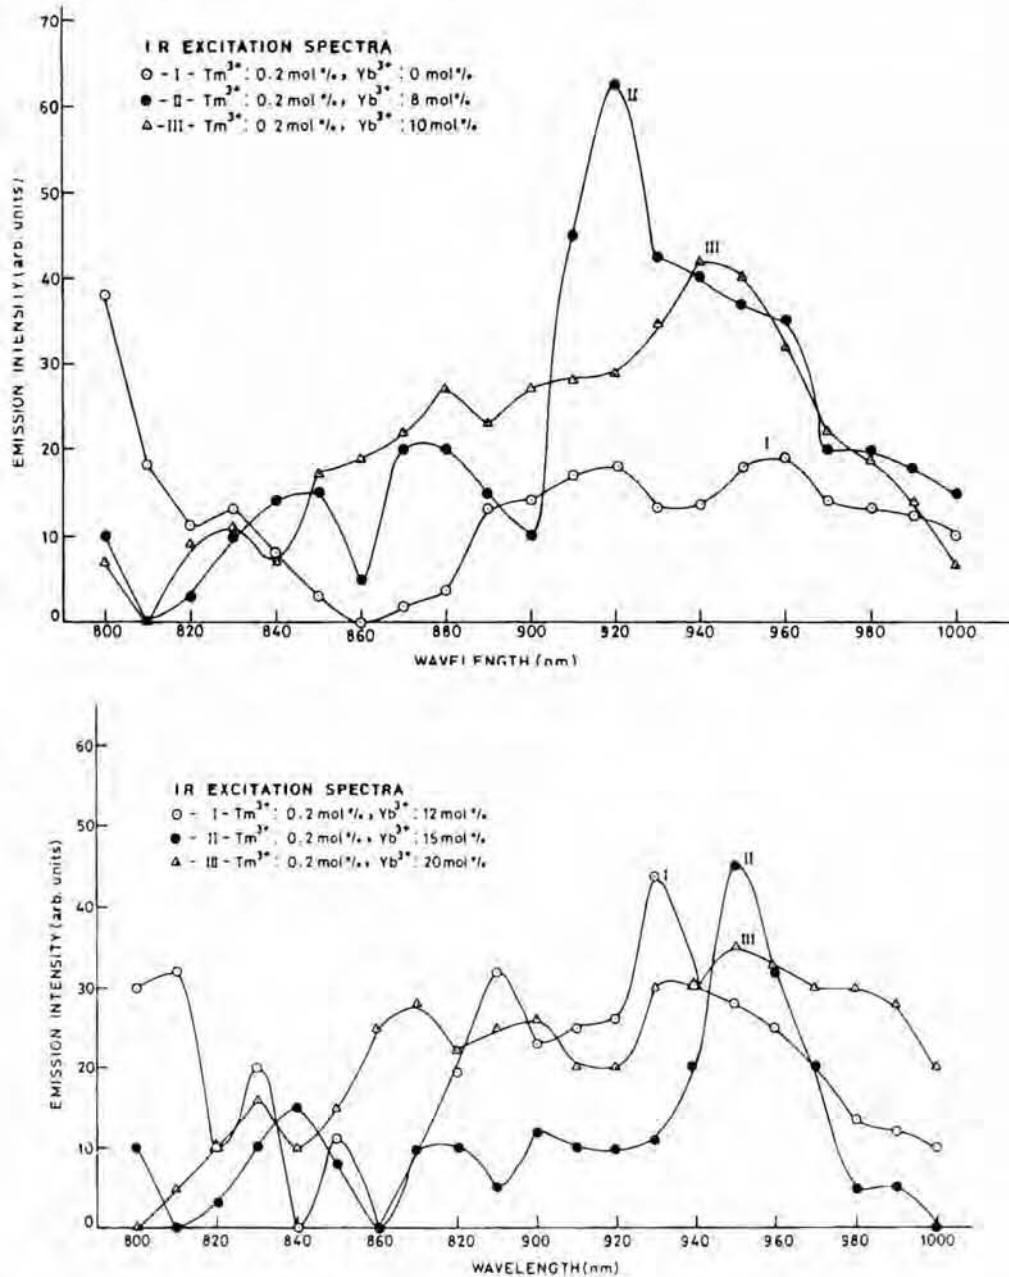 70
60
50
40
30
20
10
0
EMISSION INTENSITY (arb. units)
IR EXCITATION SPECTRA
○ - I - Tm³⁺ : 0.2 mol %, Yb³⁺ : 0 mol %
● - II - Tm³⁺ : 0.2 mol %, Yb³⁺ : 8 mol %
△ - III - Tm³⁺ : 0.2 mol %, Yb³⁺ : 10 mol %
II
III
I
800 820 840 860 880 900 920 940 960 980 1000
WAVELENGTH (nm)
60
50
40
30
20
10
0
EMISSION INTENSITY (arb. units)
IR EXCITATION SPECTRA
○ - I - Tm³⁺ : 0.2 mol %, Yb³⁺ : 12 mol %
● - II - Tm³⁺ : 0.2 mol %, Yb³⁺ : 15 mol %
△ - III - Tm³⁺ : 0.2 mol %, Yb³⁺ : 20 mol %
II
I
III
800 820 840 860 880 900 920 940 960 980 1000
WAVELENGTH (nm)